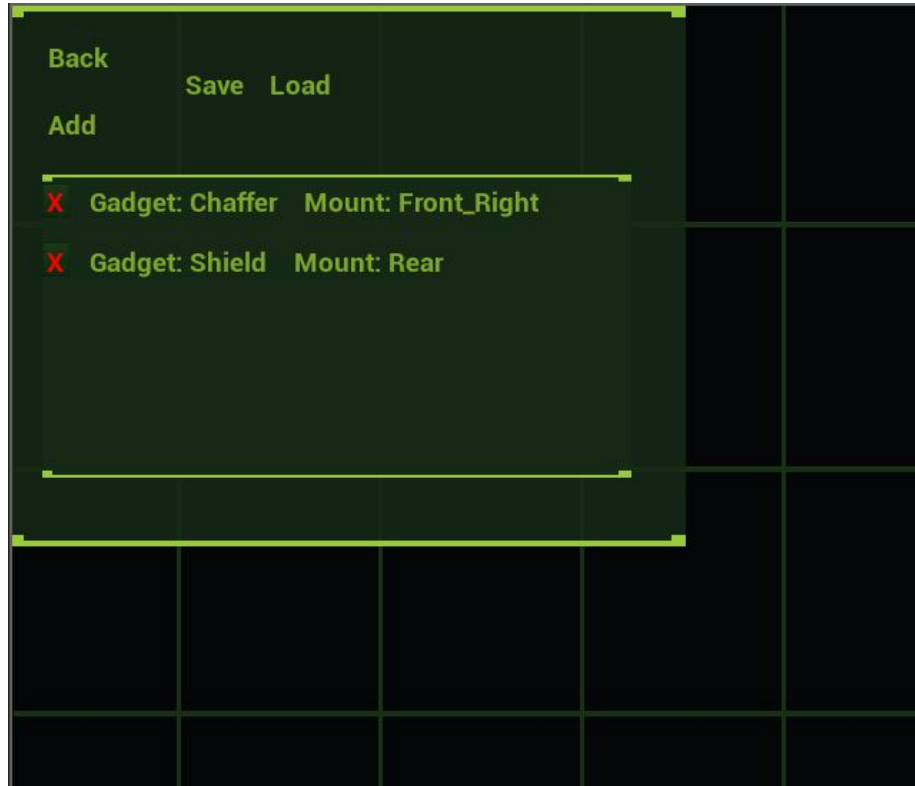 Back
Save Load
Add
X Gadget: Chaffer Mount: Front_Right
X Gadget: Shield Mount: Rear